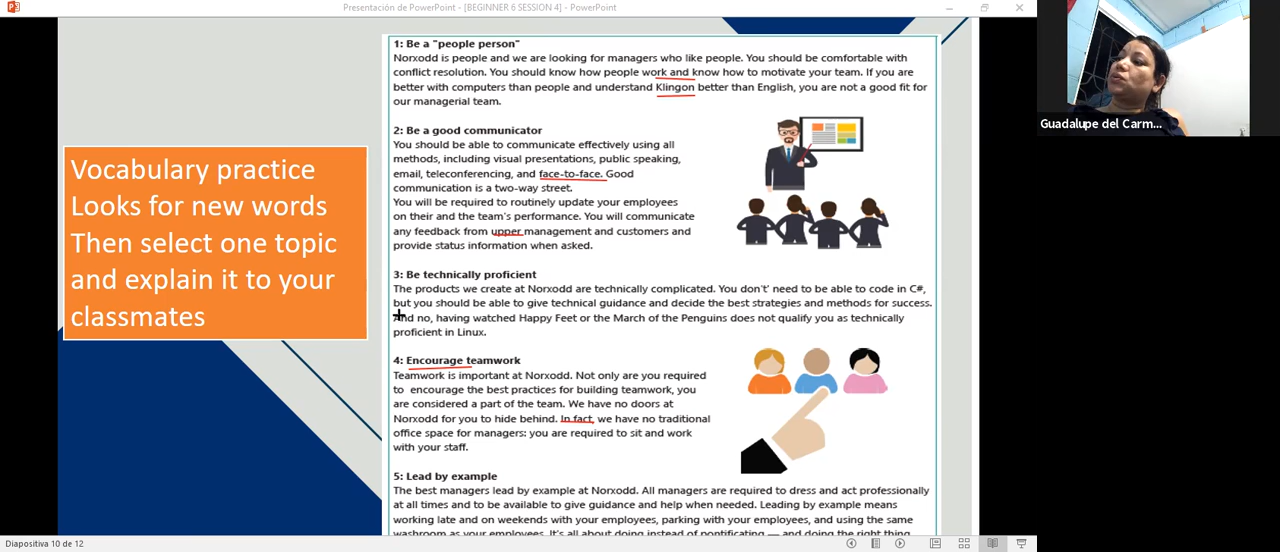 Presentación de PowerPoint - [BEGINNER 6 SESSION 4] - PowerPoint
Guadalupe del Carm...
Vocabulary practice
Looks for new words
Then select one topic
and explain it to your
classmates
1: Be a "people person"
Norxodd is people and we are looking for managers who like people. You should be comfortable with
conflict resolution. You should know how people work and know how to motivate your team. If you are
better with computers than people and understand Klingon better than English, you are not a good fit for
our managerial team.
2: Be a good communicator
You should be able to communicate effectively using all
methods, including visual presentations, public speaking,
email, teleconferencing, and face-to-face. Good
communication is a two-way street.
You will be required to routinely update your employees
on their and the team's performance. You will communicate
any feedback from upper management and customers and
provide status information when asked.
3: Be technically proficient
The products we create at Norxodd are technically complicated. You don't' need to be able to code in C#,
but you should be able to give technical guidance and decide the best strategies and methods for success.
And no, having watched Happy Feet or the March of the Penguins does not qualify you as technically
proficient in Linux.
4: Encourage teamwork
Teamwork is important at Norxodd. Not only are you required
to encourage the best practices for building teamwork, you
are considered a part of the team. We have no doors at
Norxodd for you to hide behind. In fact, we have no traditional
office space for managers: you are required to sit and work
with your staff.
5: Lead by example
The best managers lead by example at Norxodd. All managers are required to dress and act professionally
at all times and to be available to give guidance and help when needed. Leading by example means
working late and on weekends with your employees, parking with your employees, and using the same
washroom as your employees. It's all about doing instead of pontificating — and doing the right thing
Diapositiva 10 de 12